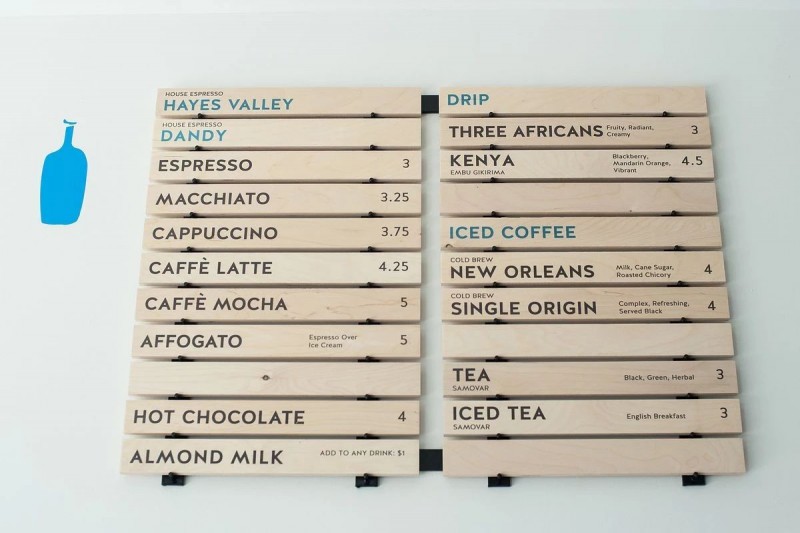 HOUSE ESPRESSO
HAYES VALLEY
HOUSE ESPRESSO
DANDY
ESPRESSO 3
MACCHIATO 3.25
CAPPUCCINO 3.75
CAFFÈ LATTE 4.25
CAFFÈ MOCHA 5
AFFOGATO Espresso Over
Ice Cream 5
HOT CHOCOLATE 4
ALMOND MILK ADD TO ANY DRINK: $1
DRIP
THREE AFRICANS Fruity, Radiant,
Creamy 3
KENYA Blackberry,
Mandarin Orange,
Vibrant 4.5
EMBU GIKIRIMA
ICED COFFEE
COLD BREW
NEW ORLEANS Milk, Cane Sugar,
Roasted Chicory 4
COLD BREW
SINGLE ORIGIN Complex, Refreshing,
Served Black 4
TEA Black, Green, Herbal 3
SAMOVAR
ICED TEA English Breakfast 3
SAMOVAR